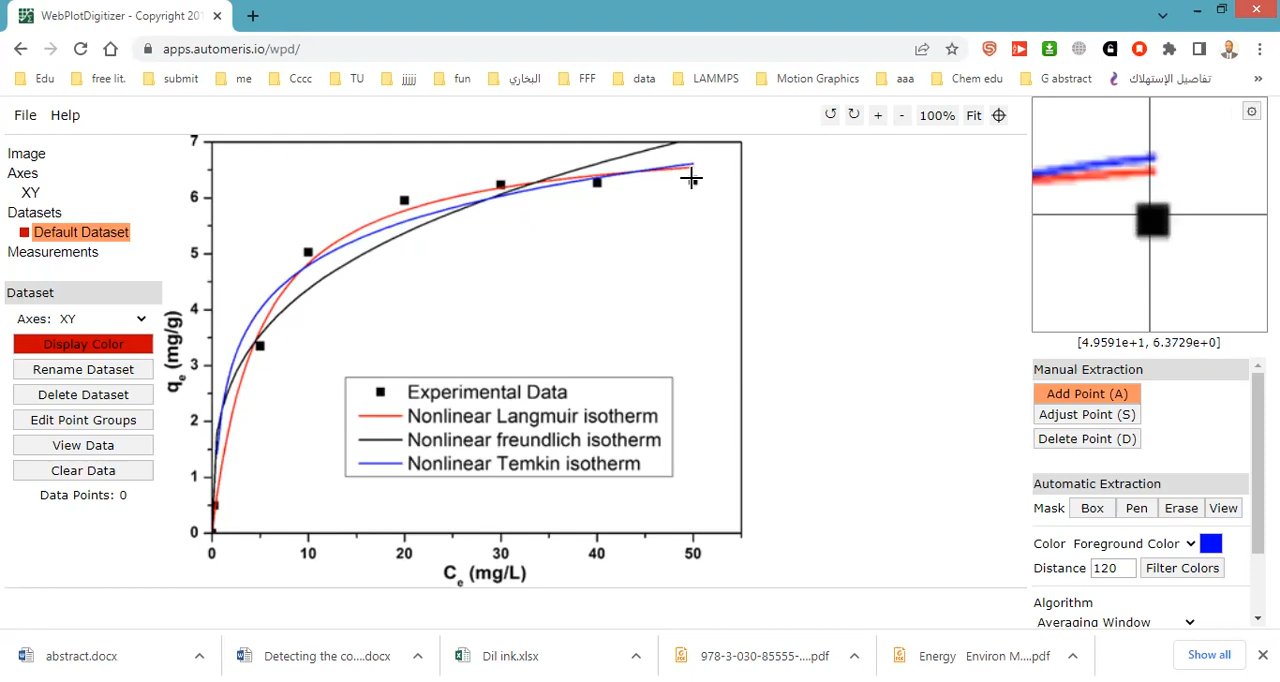 WebPlotDigitizer - Copyright 201
apps.automeris.io/wpd/
Edu free lit. submit me Cccc TU jjjjj fun البخاري FFF data LAMMPS Motion Graphics aaa Chem edu G abstract تفاصيل الإستهلاك »
File Help
+ - 100% Fit
Image
Axes
XY
Datasets
Default Dataset
Measurements
Dataset
Axes: XY
Display Color
Rename Dataset
Delete Dataset
Edit Point Groups
View Data
Clear Data
Data Points: 0
7
6
5
4
3
2
1
0
qe (mg/g)
Experimental Data
Nonlinear Langmuir isotherm
Nonlinear freundlich isotherm
Nonlinear Temkin isotherm
0 10 20 30 40 50
Ce (mg/L)
[4.9591e+1, 6.3729e+0]
Manual Extraction
Add Point (A)
Adjust Point (S)
Delete Point (D)
Automatic Extraction
Mask Box Pen Erase View
Color Foreground Color
Distance 120 Filter Colors
Algorithm
Averaging Window
abstract.docx
Detecting the co....docx
Dil ink.xlsx
978-3-030-85555-....pdf
Energy Environ M....pdf
Show all